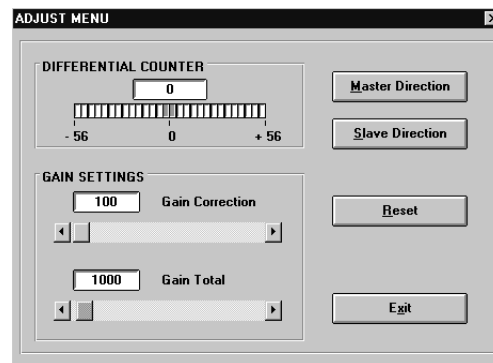 ADJUST MENU
DIFFERENTIAL COUNTER
0
- 56 0 + 56
Master Direction
Slave Direction
GAIN SETTINGS
100 Gain Correction
Reset
1000 Gain Total
Exit